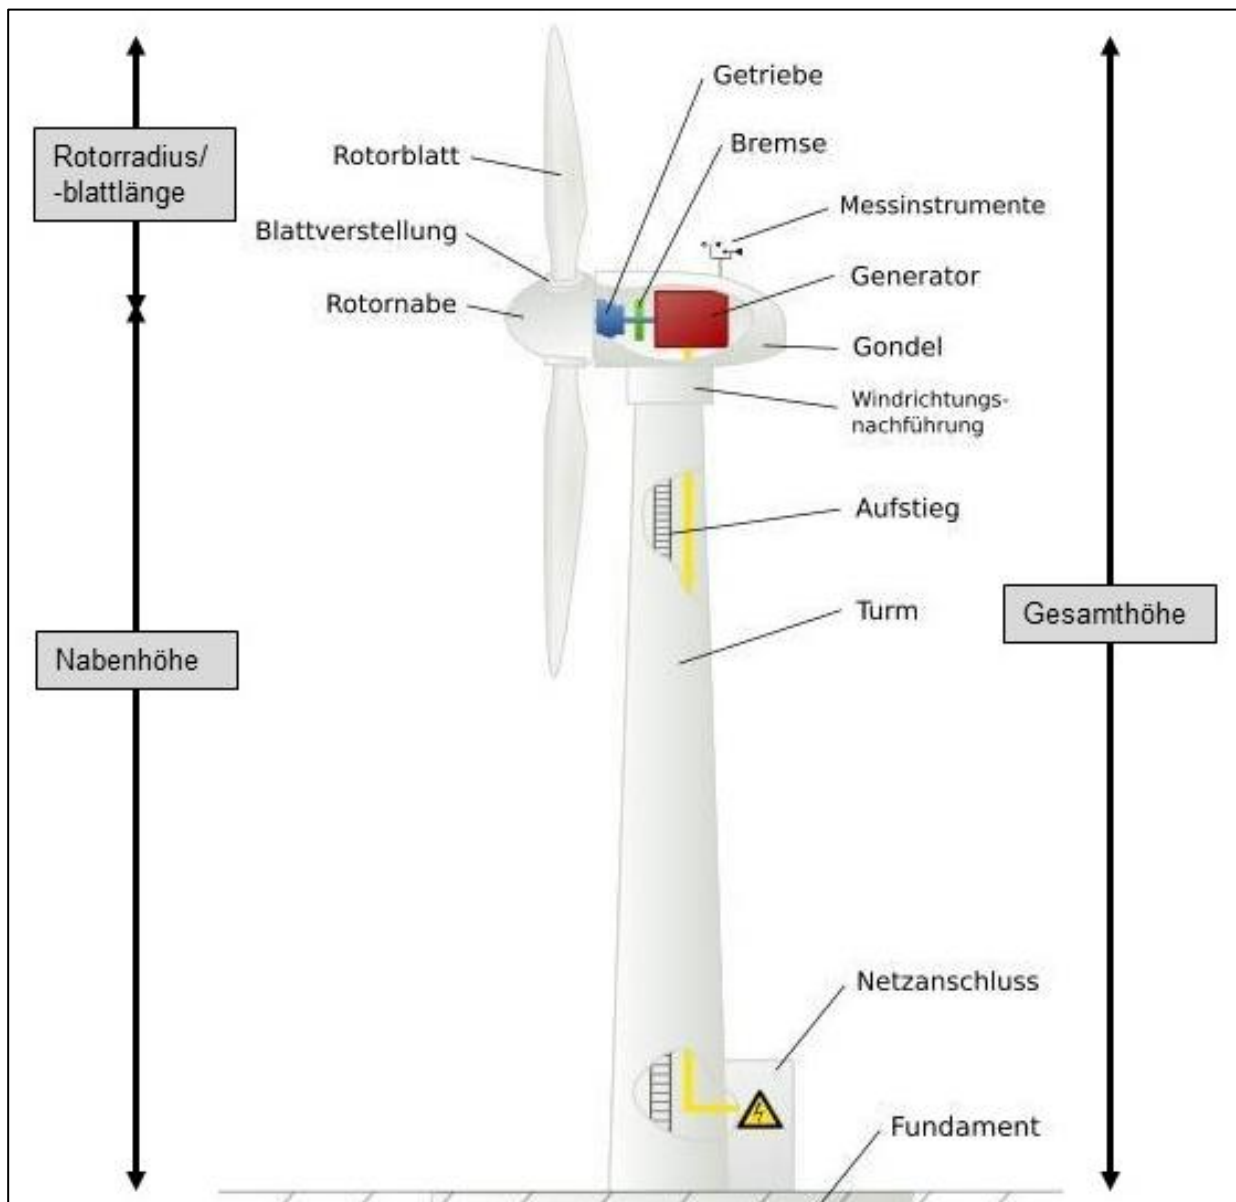 Getriebe
Bremse
Rotorradius/
-blattlänge
Rotorblatt
Messinstrumente
Blattverstellung
Generator
Rotornabe
Gondel
Windrichtungs-
nachführung
Aufstieg
Turm
Gesamthöhe
Nabenhöhe
Netzanschluss
Fundament